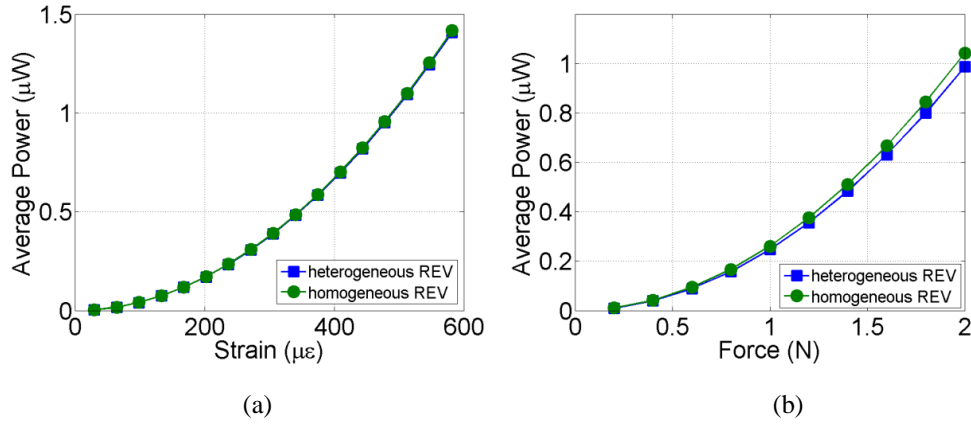 Average Power (μW)
1.5
1
0.5
0
0
200
400
600
Strain (με)
heterogeneous REV
homogeneous REV
(a)
Average Power (μW)
1
0.8
0.6
0.4
0.2
0
0
0.5
1
1.5
2
Force (N)
heterogeneous REV
homogeneous REV
(b)